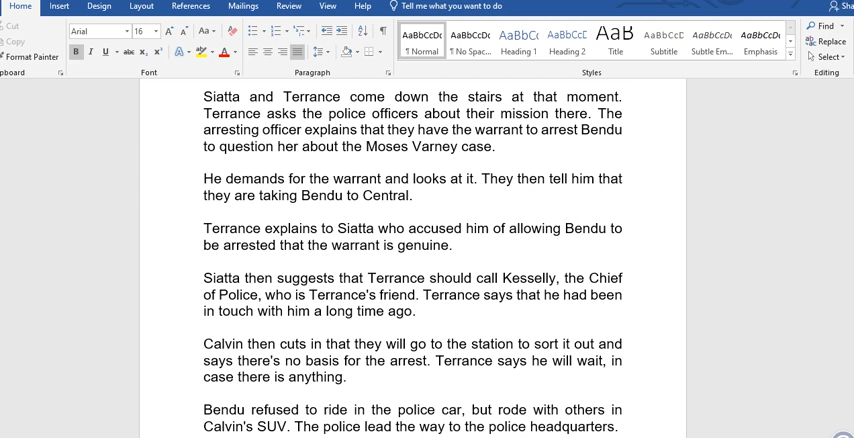 Home Insert Design Layout References Mailings Review View Help Tell me what you want to do Sha
Cut
Copy
Format Painter
pboard
Arial 16 A A Aa
B I U abc x₂ x² A A
Font
Paragraph
AaBbCcDc AaBbCcDc AaBbCc AaBbCcE AaB AaBbCcD AaBbCcDc AaBbCcDc
¶ Normal ¶ No Spac... Heading 1 Heading 2 Title Subtitle Subtle Em... Emphasis
Styles
Find
Replace
Select
Editing
Siatta and Terrance come down the stairs at that moment.
Terrance asks the police officers about their mission there. The
arresting officer explains that they have the warrant to arrest Bendu
to question her about the Moses Varney case.
He demands for the warrant and looks at it. They then tell him that
they are taking Bendu to Central.
Terrance explains to Siatta who accused him of allowing Bendu to
be arrested that the warrant is genuine.
Siatta then suggests that Terrance should call Kesselly, the Chief
of Police, who is Terrance's friend. Terrance says that he had been
in touch with him a long time ago.
Calvin then cuts in that they will go to the station to sort it out and
says there's no basis for the arrest. Terrance says he will wait, in
case there is anything.
Bendu refused to ride in the police car, but rode with others in
Calvin's SUV. The police lead the way to the police headquarters.